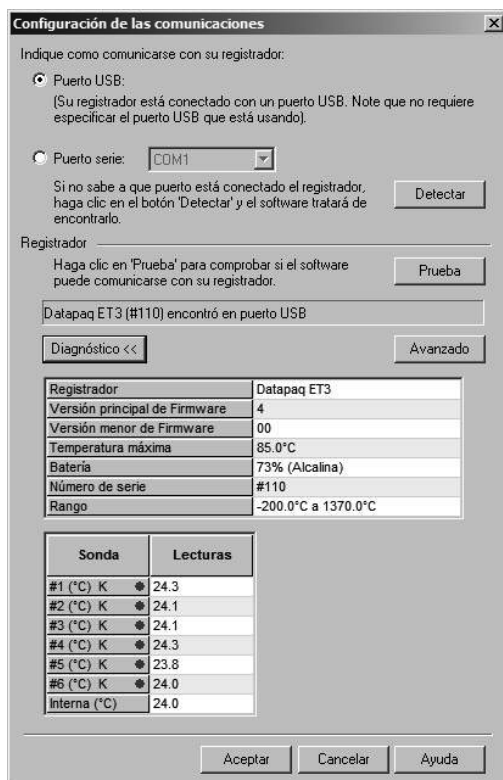 Configuración de las comunicaciones
Indique como comunicarse con su registrador:
Puerto USB:
(Su registrador está conectado con un puerto USB. Note que no requiere
especificar el puerto USB que está usando).
Puerto serie: COM1
Si no sabe a que puerto está conectado el registrador,
haga clic en el botón 'Detectar' y el software tratará de
encontrarlo.
Detectar
Registrador
Haga clic en 'Prueba' para comprobar si el software
puede comunicarse con su registrador.
Prueba
Datapaq ET3 (#110) encontró en puerto USB
Diagnóstico << Avanzado
Registrador Datapaq ET3
Versión principal de Firmware 4
Versión menor de Firmware 00
Temperatura máxima 85.0°C
Batería 73% (Alcalina)
Número de serie #110
Rango -200.0°C a 1370.0°C
Sonda Lecturas
#1 (°C) K 24.3
#2 (°C) K 24.1
#3 (°C) K 24.1
#4 (°C) K 24.3
#5 (°C) K 23.8
#6 (°C) K 24.0
Interna (°C) 24.0
Aceptar Cancelar Ayuda